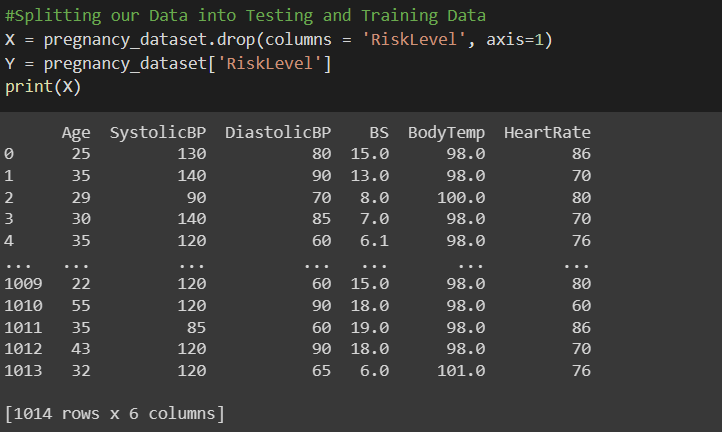 #Splitting our Data into Testing and Training Data
X = pregnancy_dataset.drop(columns = 'RiskLevel', axis=1)
Y = pregnancy_dataset['RiskLevel']
print(X)
Age SystolicBP DiastolicBP BS BodyTemp HeartRate
0 25 130 80 15.0 98.0 86
1 35 140 90 13.0 98.0 70
2 29 90 70 8.0 100.0 80
3 30 140 85 7.0 98.0 70
4 35 120 60 6.1 98.0 76
... ... ... ... ... ... ...
1009 22 120 60 15.0 98.0 80
1010 55 120 90 18.0 98.0 60
1011 35 85 60 19.0 98.0 86
1012 43 120 90 18.0 98.0 70
1013 32 120 65 6.0 101.0 76
[1014 rows x 6 columns]